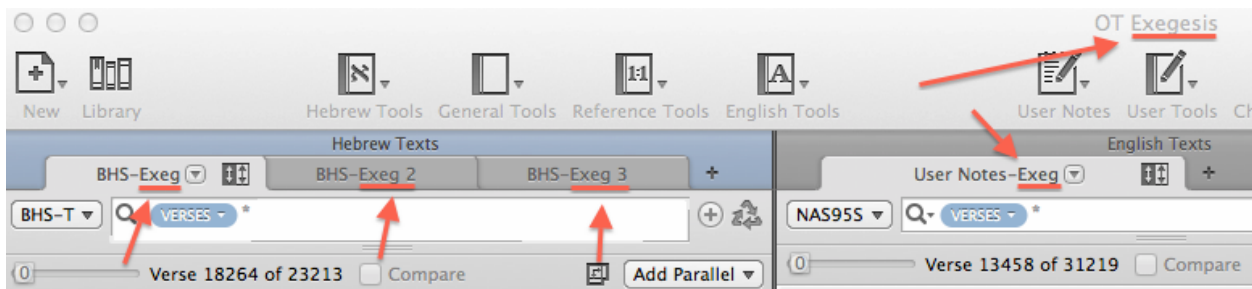 OT Exegesis
New Library Hebrew Tools General Tools Reference Tools English Tools User Notes User Tools
Hebrew Texts English Texts
BHS-Exeg BHS-Exeg 2 BHS-Exeg 3 + User Notes-Exeg +
BHS-T VERSES * NAS95S VERSES *
0 Verse 18264 of 23213 Compare Add Parallel 0 Verse 13458 of 31219 Compare